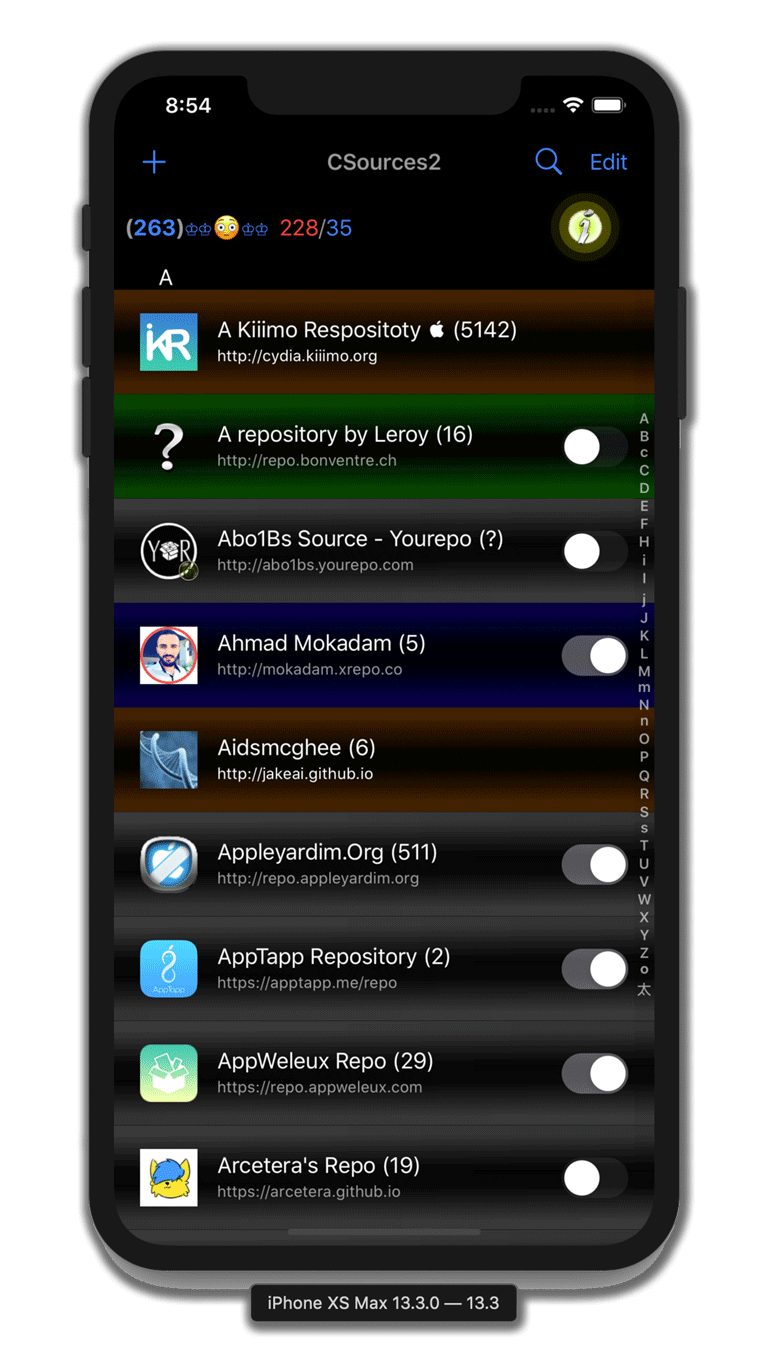 8:54
CSources2
Edit
(263)♔♔😳♔♔ 228/35
A
iKR
A Kiiimo Respositoty  (5142)
http://cydia.kiiimo.org
?
A repository by Leroy (16)
http://repo.bonventre.ch
Y R
Abo1Bs Source - Yourepo (?)
http://abo1bs.yourepo.com
Ahmad Mokadam (5)
http://mokadam.xrepo.co
Aidsmcghee (6)
http://jakeai.github.io
Appleyardim.Org (511)
http://repo.appleyardim.org
AppTapp
AppTapp Repository (2)
https://apptapp.me/repo
AppWeleux Repo (29)
https://repo.appweleux.com
Arcetera's Repo (19)
https://arcetera.github.io
A
B
c
C
D
E
F
H
i
I
j
J
K
L
M
m
N
n
O
P
Q
R
S
s
T
U
V
W
X
Y
Z
o
太
iPhone XS Max 13.3.0 — 13.3